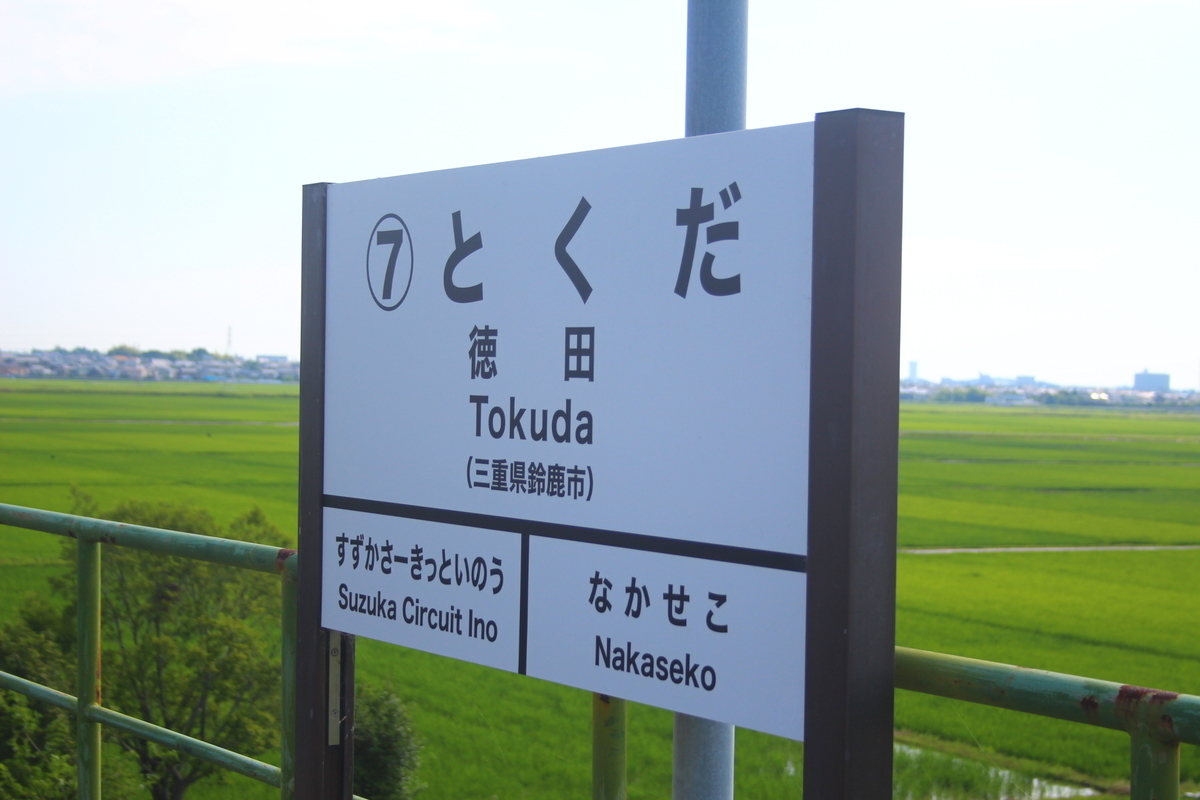 ⑦とくだ
徳田
Tokuda
(三重県鈴鹿市)
すずかさーきっといのう
Suzuka Circuit Ino
なかせこ
Nakaseko